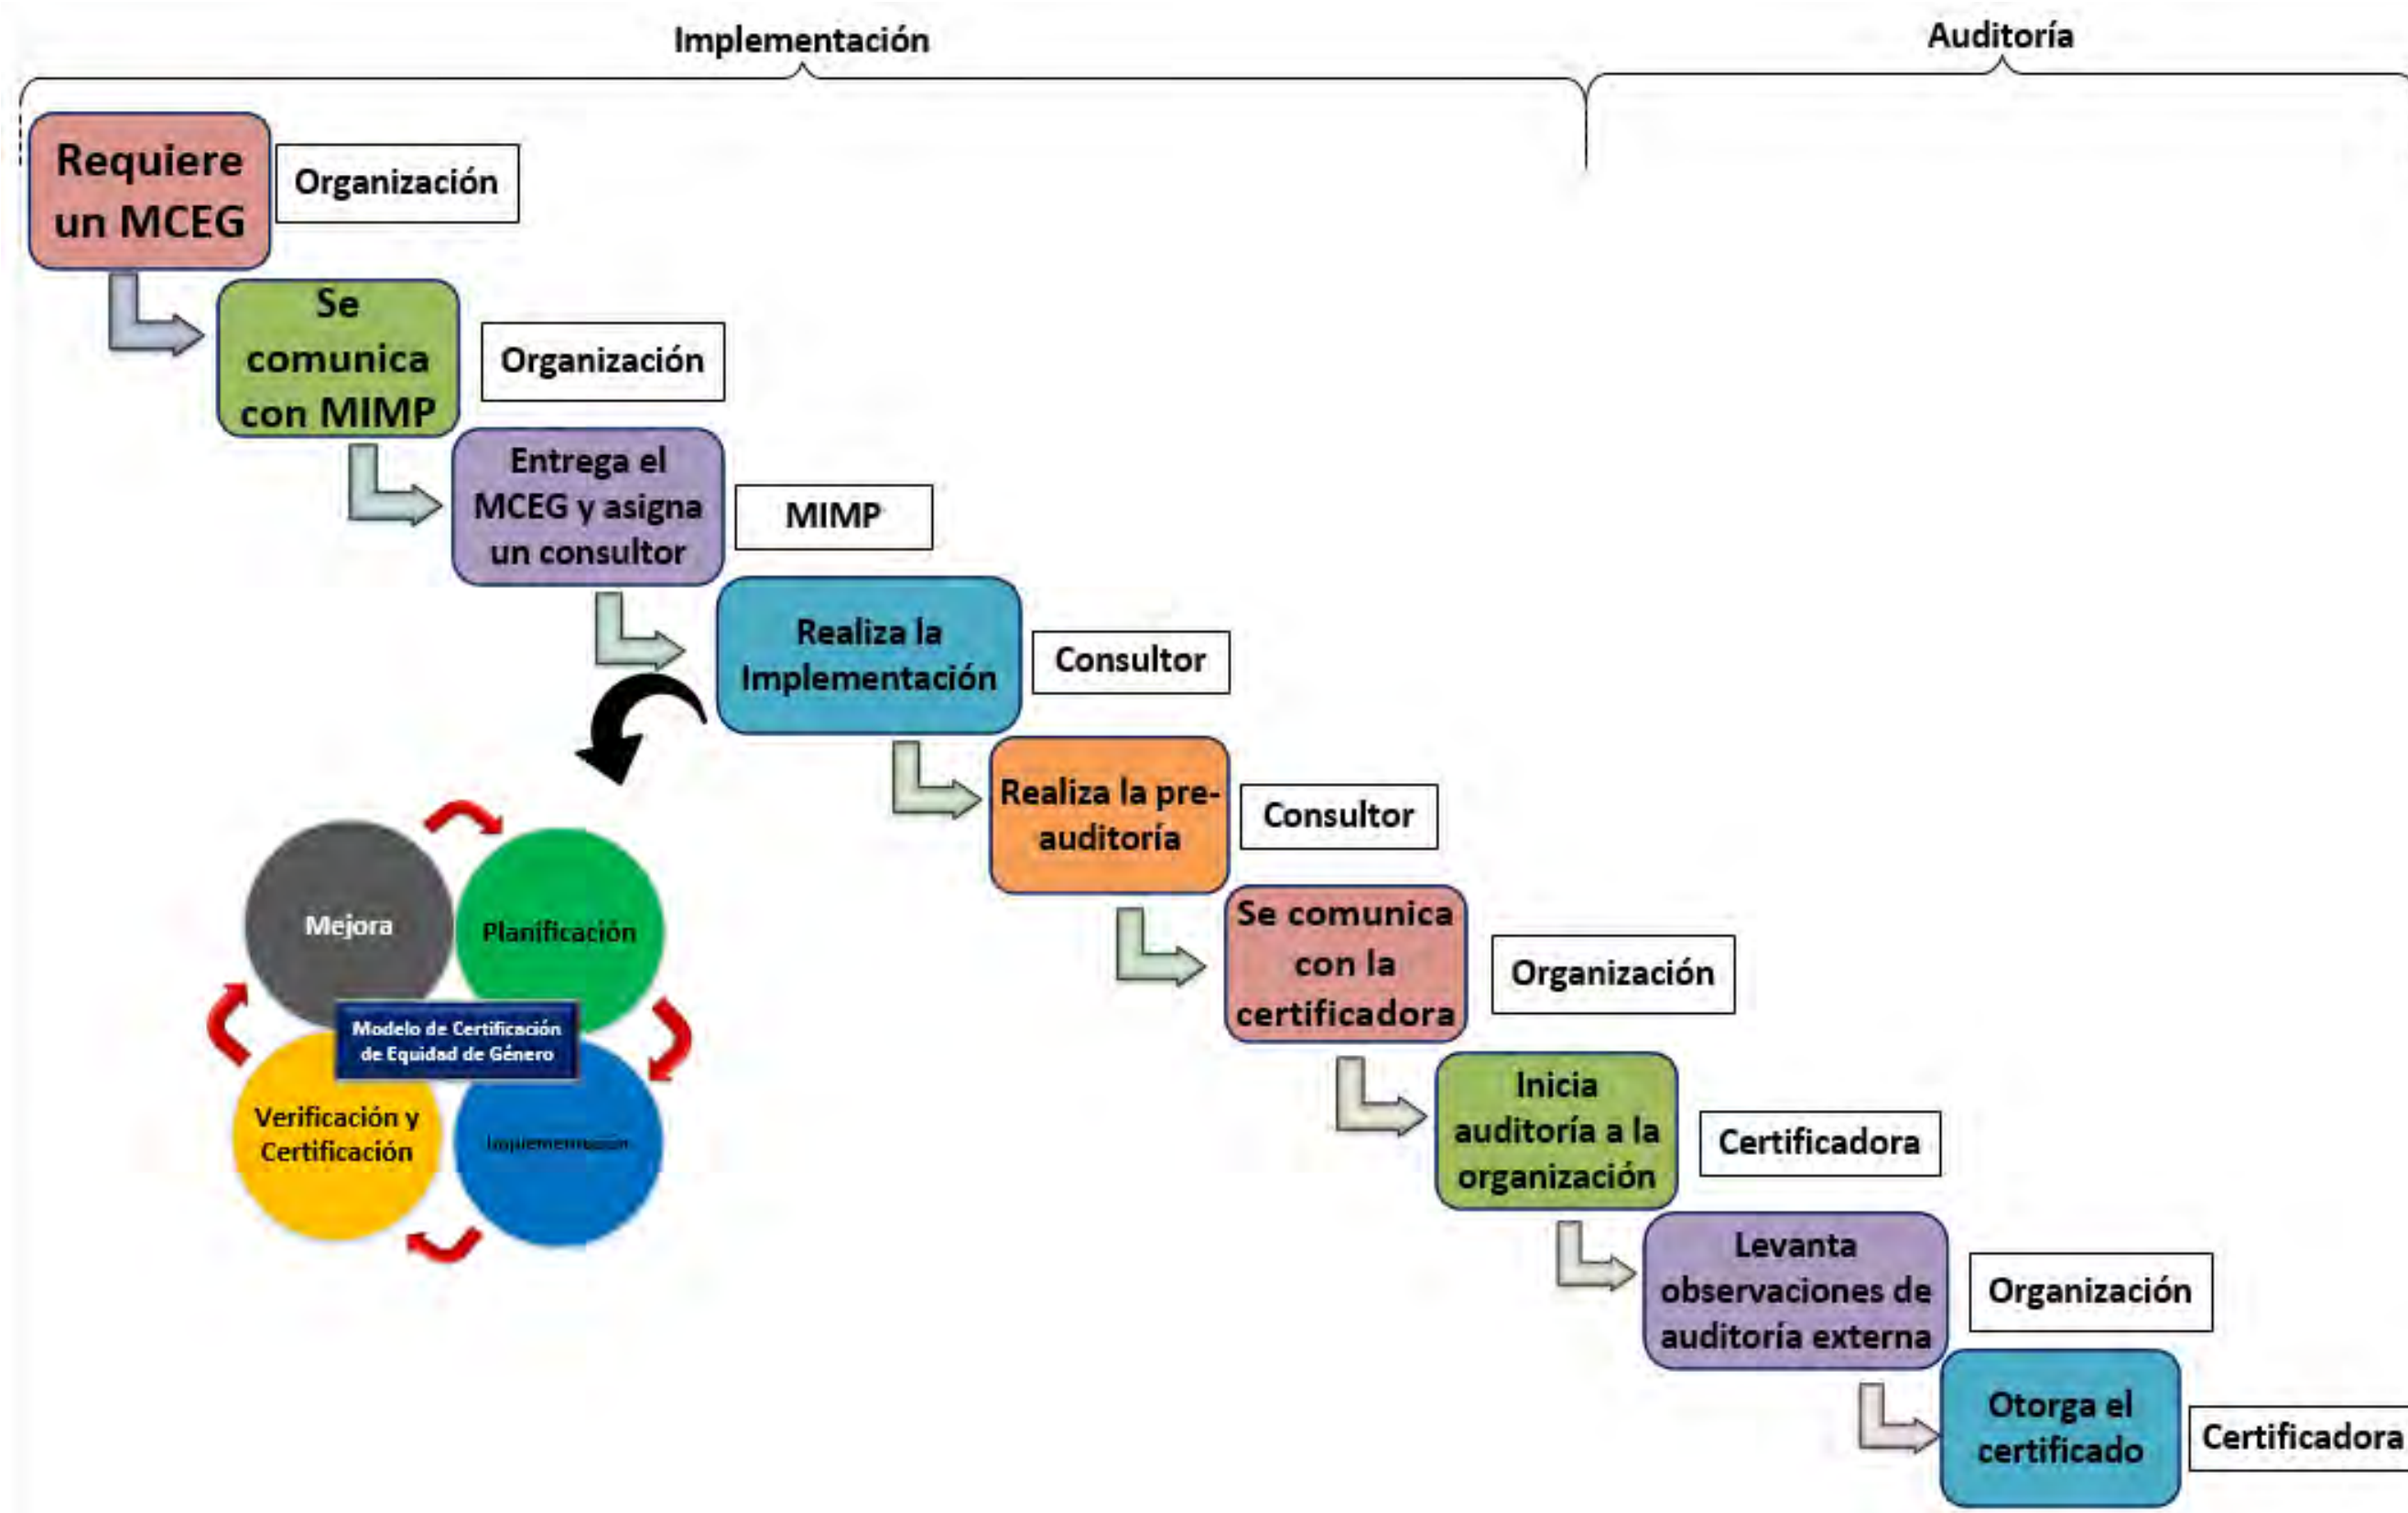 Implementación
Auditoría
Requiere
un MCEG
Organización
Se
comunica
con MIMP
Organización
Entrega el
MCEG y asigna
un consultor
MIMP
Realiza la
Implementación
Consultor
Realiza la pre-
auditoría
Consultor
Se comunica
con la
certificadora
Organización
Inicia
auditoría a la
organización
Certificadora
Levanta
observaciones de
auditoría externa
Organización
Otorga el
certificado
Certificadora
Mejora
Planificación
Modelo de Certificación
de Equidad de Género
Verificación y
Certificación
Implementación